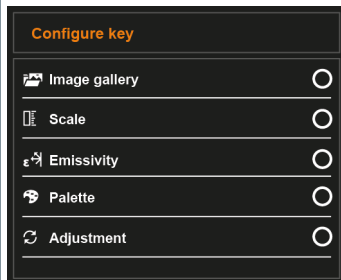 Configure key
Image gallery
Scale
ε Emissivity
Palette
Adjustment